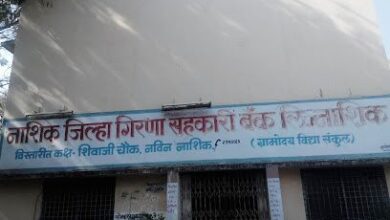 नाशिक जिल्हा गिरणा सहकारी बँक लि.नाशिक
विस्तारीत कक्ष- शिवाजी चौक, नविन नाशिक, (ग्रामोदय विद्या संकुल)